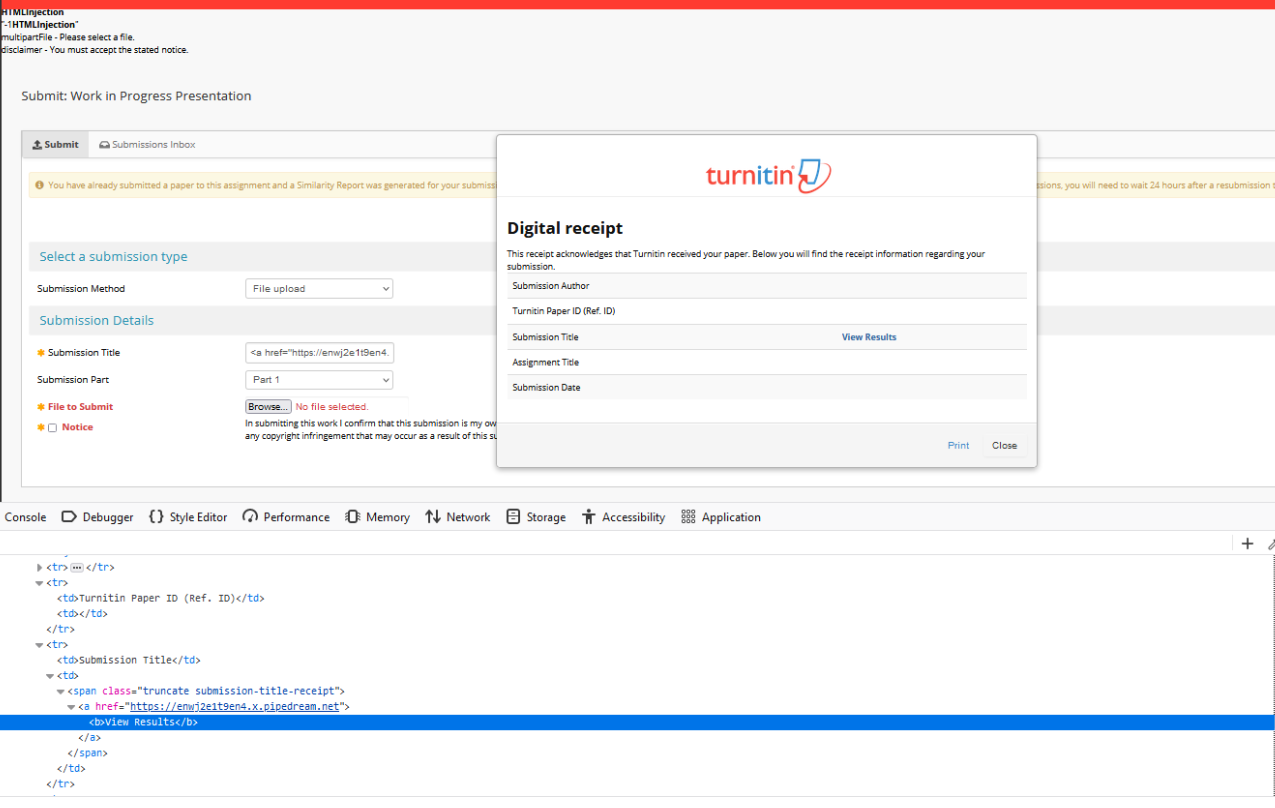 HTMLInjection
"-1HTMLInjection"
multipartFile - Please select a file.
disclaimer - You must accept the stated notice.
Submit: Work in Progress Presentation
Submit Submissions Inbox
You have already submitted a paper to this assignment and a Similarity Report was generated for your submissi
ssions, you will need to wait 24 hours after a resubmission t
Select a submission type
Submission Method File upload
Submission Details
Submission Title <a href="https://enwj2e1t9en4.
Submission Part Part 1
File to Submit Browse... No file selected.
Notice In submitting this work I confirm that this submission is my ow
any copyright infringement that may occur as a result of this su
turnitin
Digital receipt
This receipt acknowledges that Turnitin received your paper. Below you will find the receipt information regarding your
submission.
Submission Author
Turnitin Paper ID (Ref. ID)
Submission Title View Results
Assignment Title
Submission Date
Print Close
Console Debugger {} Style Editor Performance Memory Network Storage Accessibility Application
+
<tr> ... </tr>
<tr>
<td>Turnitin Paper ID (Ref. ID)</td>
<td></td>
</tr>
<tr>
<td>Submission Title</td>
<td>
<span class="truncate submission-title-receipt">
<a href="https://enwj2e1t9en4.x.pipedream.net">
<b>View Results</b>
</a>
</span>
</td>
</tr>